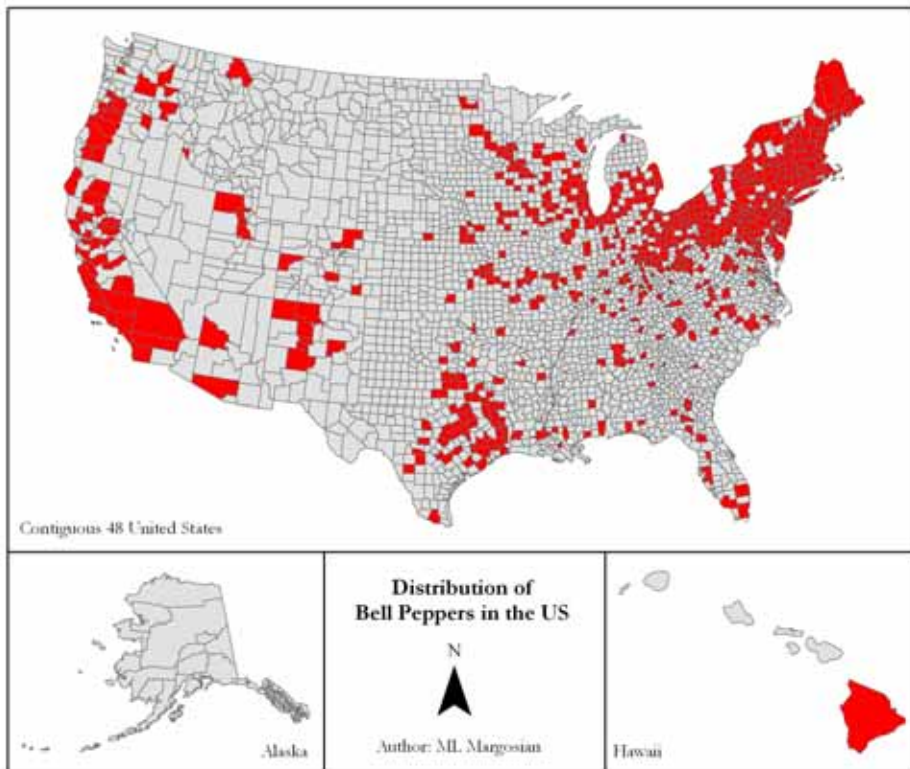 Contiguous 48 United States
Alaska
Distribution of
Bell Peppers in the US
N
Author: ML Margosian
Hawaii